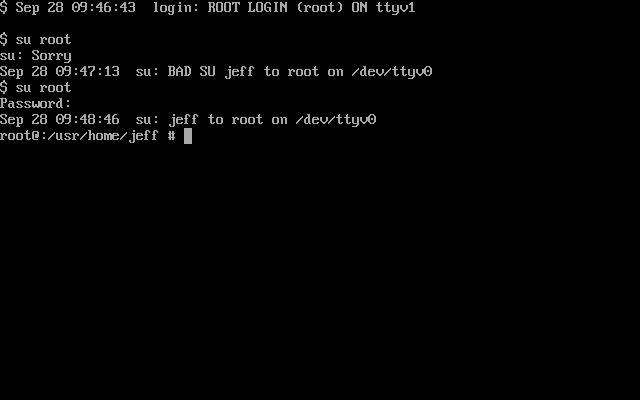 $ Sep 28 09:46:43  login: ROOT LOGIN (root) ON ttyv1
$ su root
su: Sorry
Sep 28 09:47:13  su: BAD SU jeff to root on /dev/ttyv0
$ su root
Password:
Sep 28 09:48:46  su: jeff to root on /dev/ttyv0
root@:/usr/home/jeff #